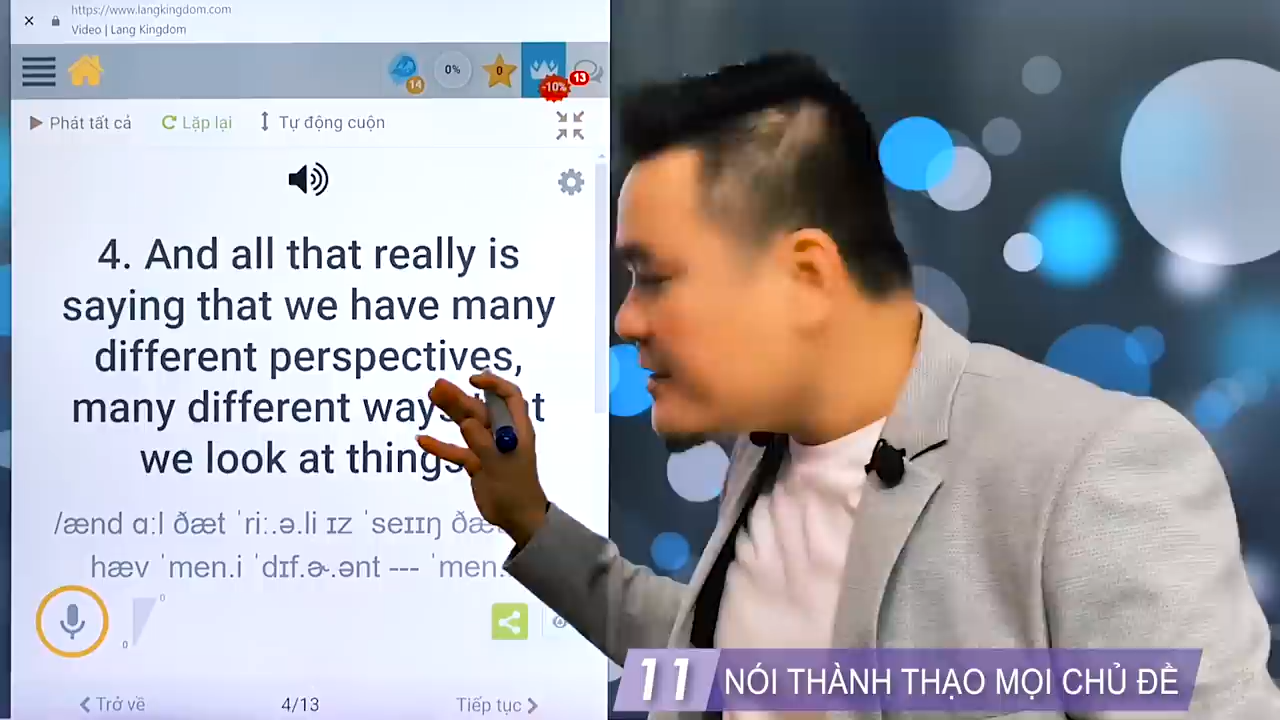 https://www.langkingdom.com
Video | Lang Kingdom
14
0%
0
-10%
13
Phát tất cả
Lặp lại
Tự động cuộn
4. And all that really is
saying that we have many
different perspectives,
many different ways
we look at things
/ænd ɑːl ðæt ˈriː.ə.li ɪz ˈseɪɪŋ
hæv ˈmen.i ˈdɪf.ɚ.ənt ---
0
0
Trở về
4/13
Tiếp tục
11 NÓI THÀNH THẠO MỌI CHỦ ĐỀ